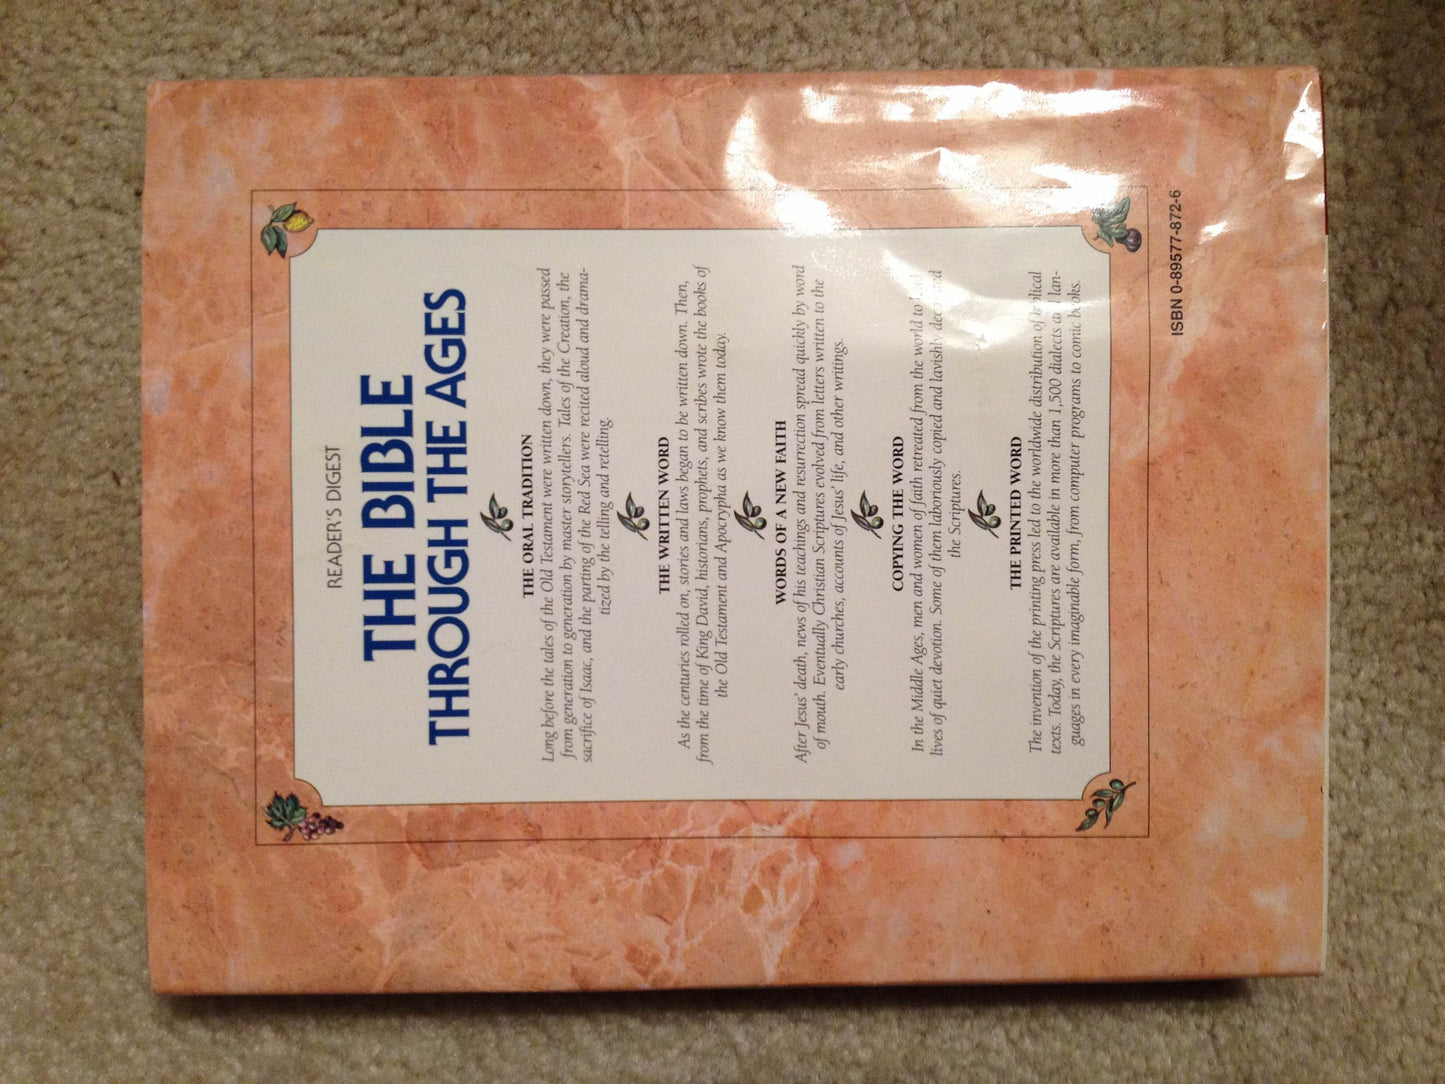 READER'S DIGEST
THE BIBLE
THROUGH THE AGES
THE ORAL TRADITION
Long before the tales of the Old Testament were written down, they were passed
from generation to generation by master storytellers. Tales of the Creation, the
sacrifice of Isaac, and the parting of the Red Sea were recited aloud and drama-
tized by the telling and retelling.
THE WRITTEN WORD
As the centuries rolled on, stories and laws began to be written down. Then,
from the time of King David, historians, prophets, and scribes wrote the books of
the Old Testament and Apocrypha as we know them today.
WORDS OF A NEW FAITH
After Jesus' death, news of his teachings and resurrection spread quickly by word
of mouth. Eventually Christian Scriptures evolved from letters written to the
early churches, accounts of Jesus' life, and other writings.
COPYING THE WORD
In the Middle Ages, men and women of faith retreated from the world to lead
lives of quiet devotion. Some of them laboriously copied and lavishly decorated
the Scriptures.
THE PRINTED WORD
The invention of the printing press led to the worldwide distribution of biblical
texts. Today, the Scriptures are available in more than 1,500 dialects and lan-
guages in every imaginable form, from computer programs to comic books.
ISBN 0-89577-872-6